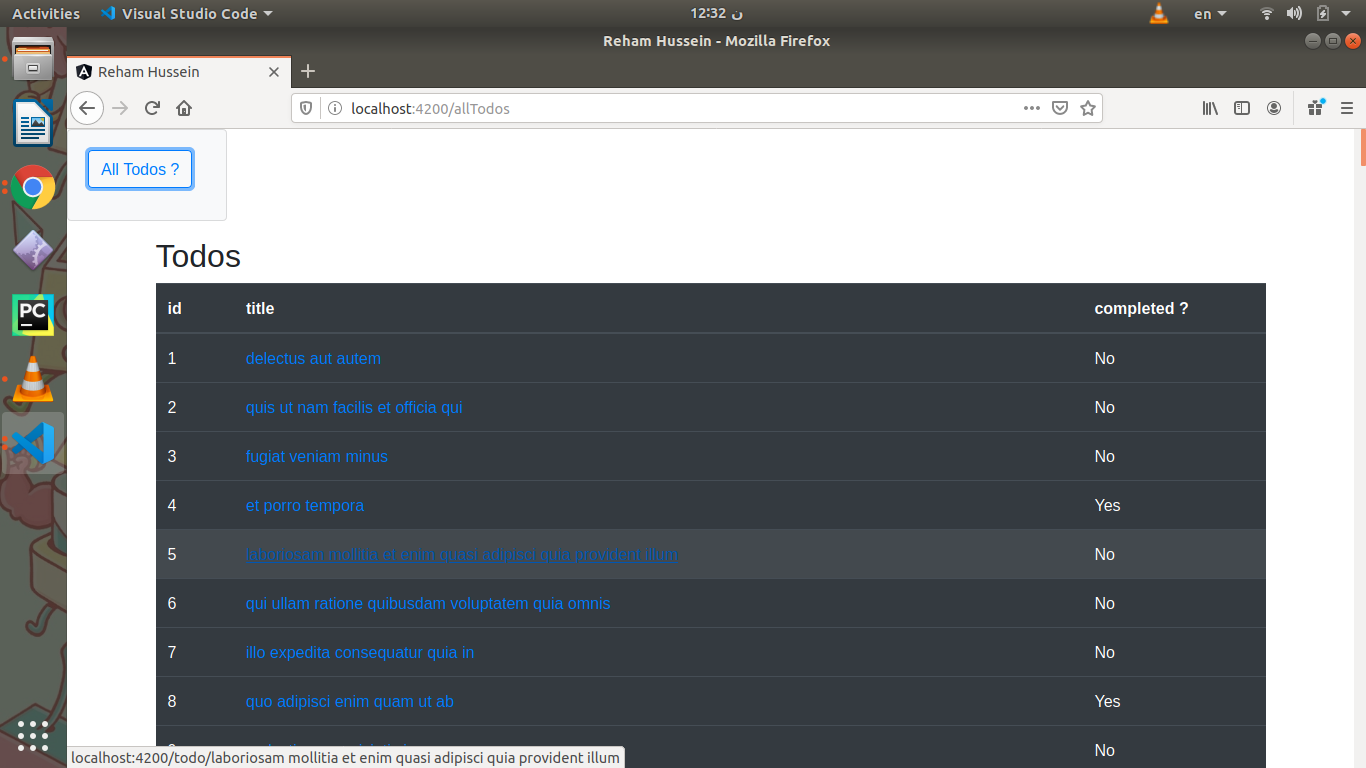 Activities Visual Studio Code ن 12:32 en
Reham Hussein - Mozilla Firefox
Reham Hussein
localhost:4200/allTodos
All Todos ?
Todos
id title completed ?
1 delectus aut autem No
2 quis ut nam facilis et officia qui No
3 fugiat veniam minus No
4 et porro tempora Yes
5 laboriosam mollitia et enim quasi adipisci quia provident illum No
6 qui ullam ratione quibusdam voluptatem quia omnis No
7 illo expedita consequatur quia in No
8 quo adipisci enim quam ut ab Yes
No
localhost:4200/todo/laboriosam mollitia et enim quasi adipisci quia provident illum
PC